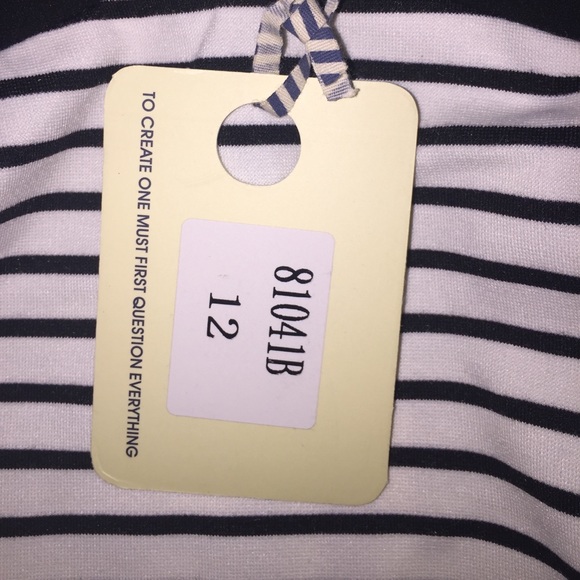 TO CREATE ONE MUST FIRST QUESTION EVERYTHING
81041B
12